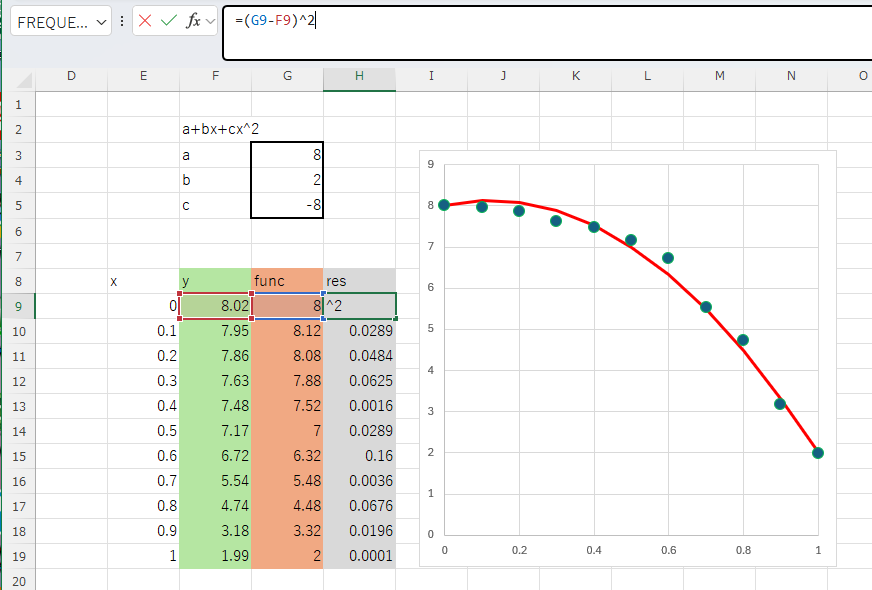 FREQUE... fx =(G9-F9)^2
D E F G H I J K L M N O
1
2 a+bx+cx^2
3 a 8
4 b 2
5 c -8
6
7
8 x y func res
9 0 8.02 8 ^2
10 0.1 7.95 8.12 0.0289
11 0.2 7.86 8.08 0.0484
12 0.3 7.63 7.88 0.0625
13 0.4 7.48 7.52 0.0016
14 0.5 7.17 7 0.0289
15 0.6 6.72 6.32 0.16
16 0.7 5.54 5.48 0.0036
17 0.8 4.74 4.48 0.0676
18 0.9 3.18 3.32 0.0196
19 1 1.99 2 0.0001
20
9
8
7
6
5
4
3
2
1
0
0 0.2 0.4 0.6 0.8 1